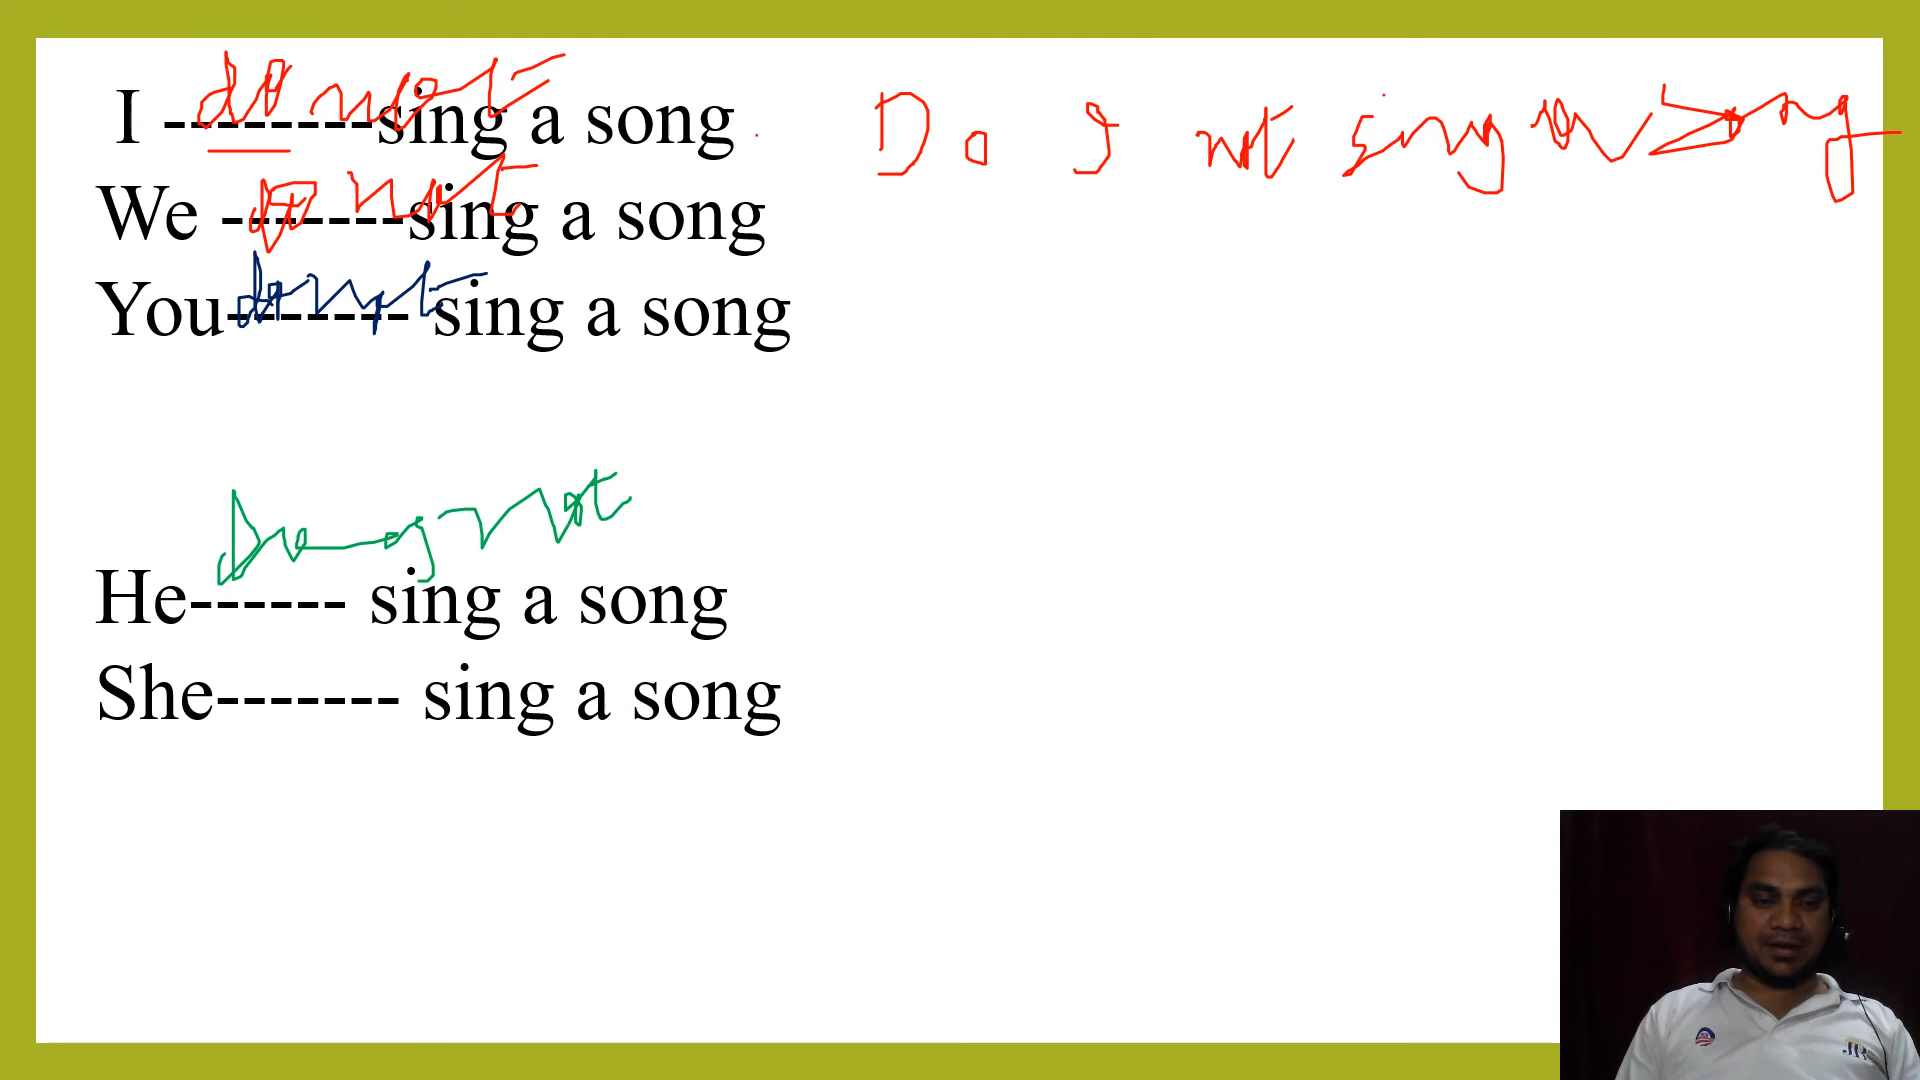 I --------sing a song Do I not sing a song
do not
We -------sing a song
do not
You------- sing a song
do not
Does not
He------ sing a song
She------- sing a song